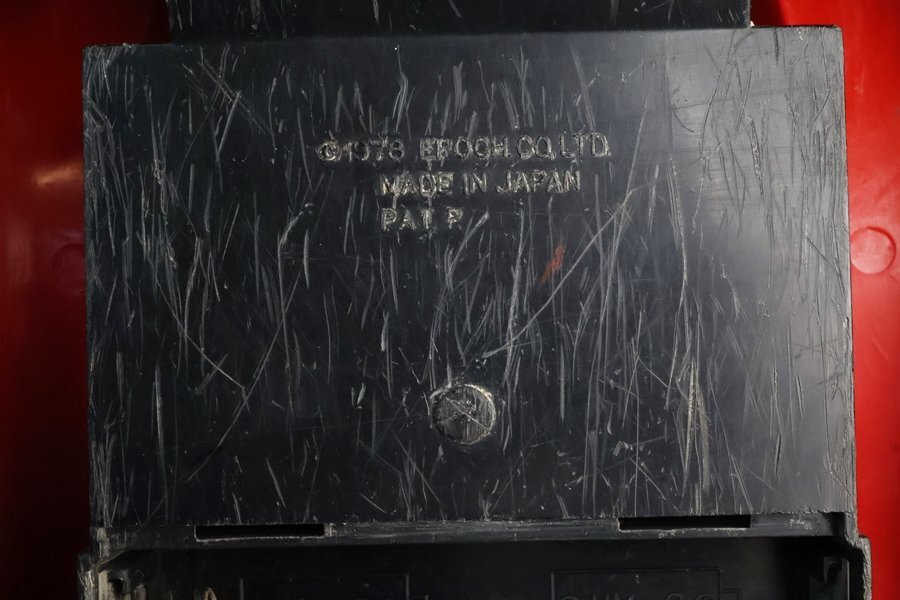 ©1978 EPOCH.CO.,LTD.
MADE IN JAPAN
PAT. P.